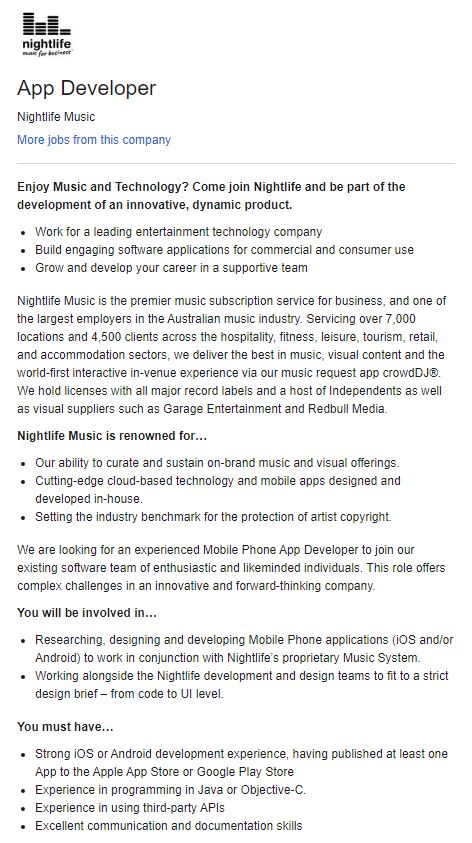 nightlife
music for business
App Developer
Nightlife Music
More jobs from this company
Enjoy Music and Technology? Come join Nightlife and be part of the
development of an innovative, dynamic product.
• Work for a leading entertainment technology company
• Build engaging software applications for commercial and consumer use
• Grow and develop your career in a supportive team
Nightlife Music is the premier music subscription service for business, and one of
the largest employers in the Australian music industry. Servicing over 7,000
locations and 4,500 clients across the hospitality, fitness, leisure, tourism, retail,
and accommodation sectors, we deliver the best in music, visual content and the
world-first interactive in-venue experience via our music request app crowdDJ®.
We hold licenses with all major record labels and a host of Independents as well
as visual suppliers such as Garage Entertainment and Redbull Media.
Nightlife Music is renowned for…
• Our ability to curate and sustain on-brand music and visual offerings.
• Cutting-edge cloud-based technology and mobile apps designed and
developed in-house.
• Setting the industry benchmark for the protection of artist copyright.
We are looking for an experienced Mobile Phone App Developer to join our
existing software team of enthusiastic and likeminded individuals. This role offers
complex challenges in an innovative and forward-thinking company.
You will be involved in…
• Researching, designing and developing Mobile Phone applications (iOS and/or
Android) to work in conjunction with Nightlife’s proprietary Music System.
• Working alongside the Nightlife development and design teams to fit to a strict
design brief – from code to UI level.
You must have…
• Strong iOS or Android development experience, having published at least one
App to the Apple App Store or Google Play Store
• Experience in programming in Java or Objective-C.
• Experience in using third-party APIs
• Excellent communication and documentation skills